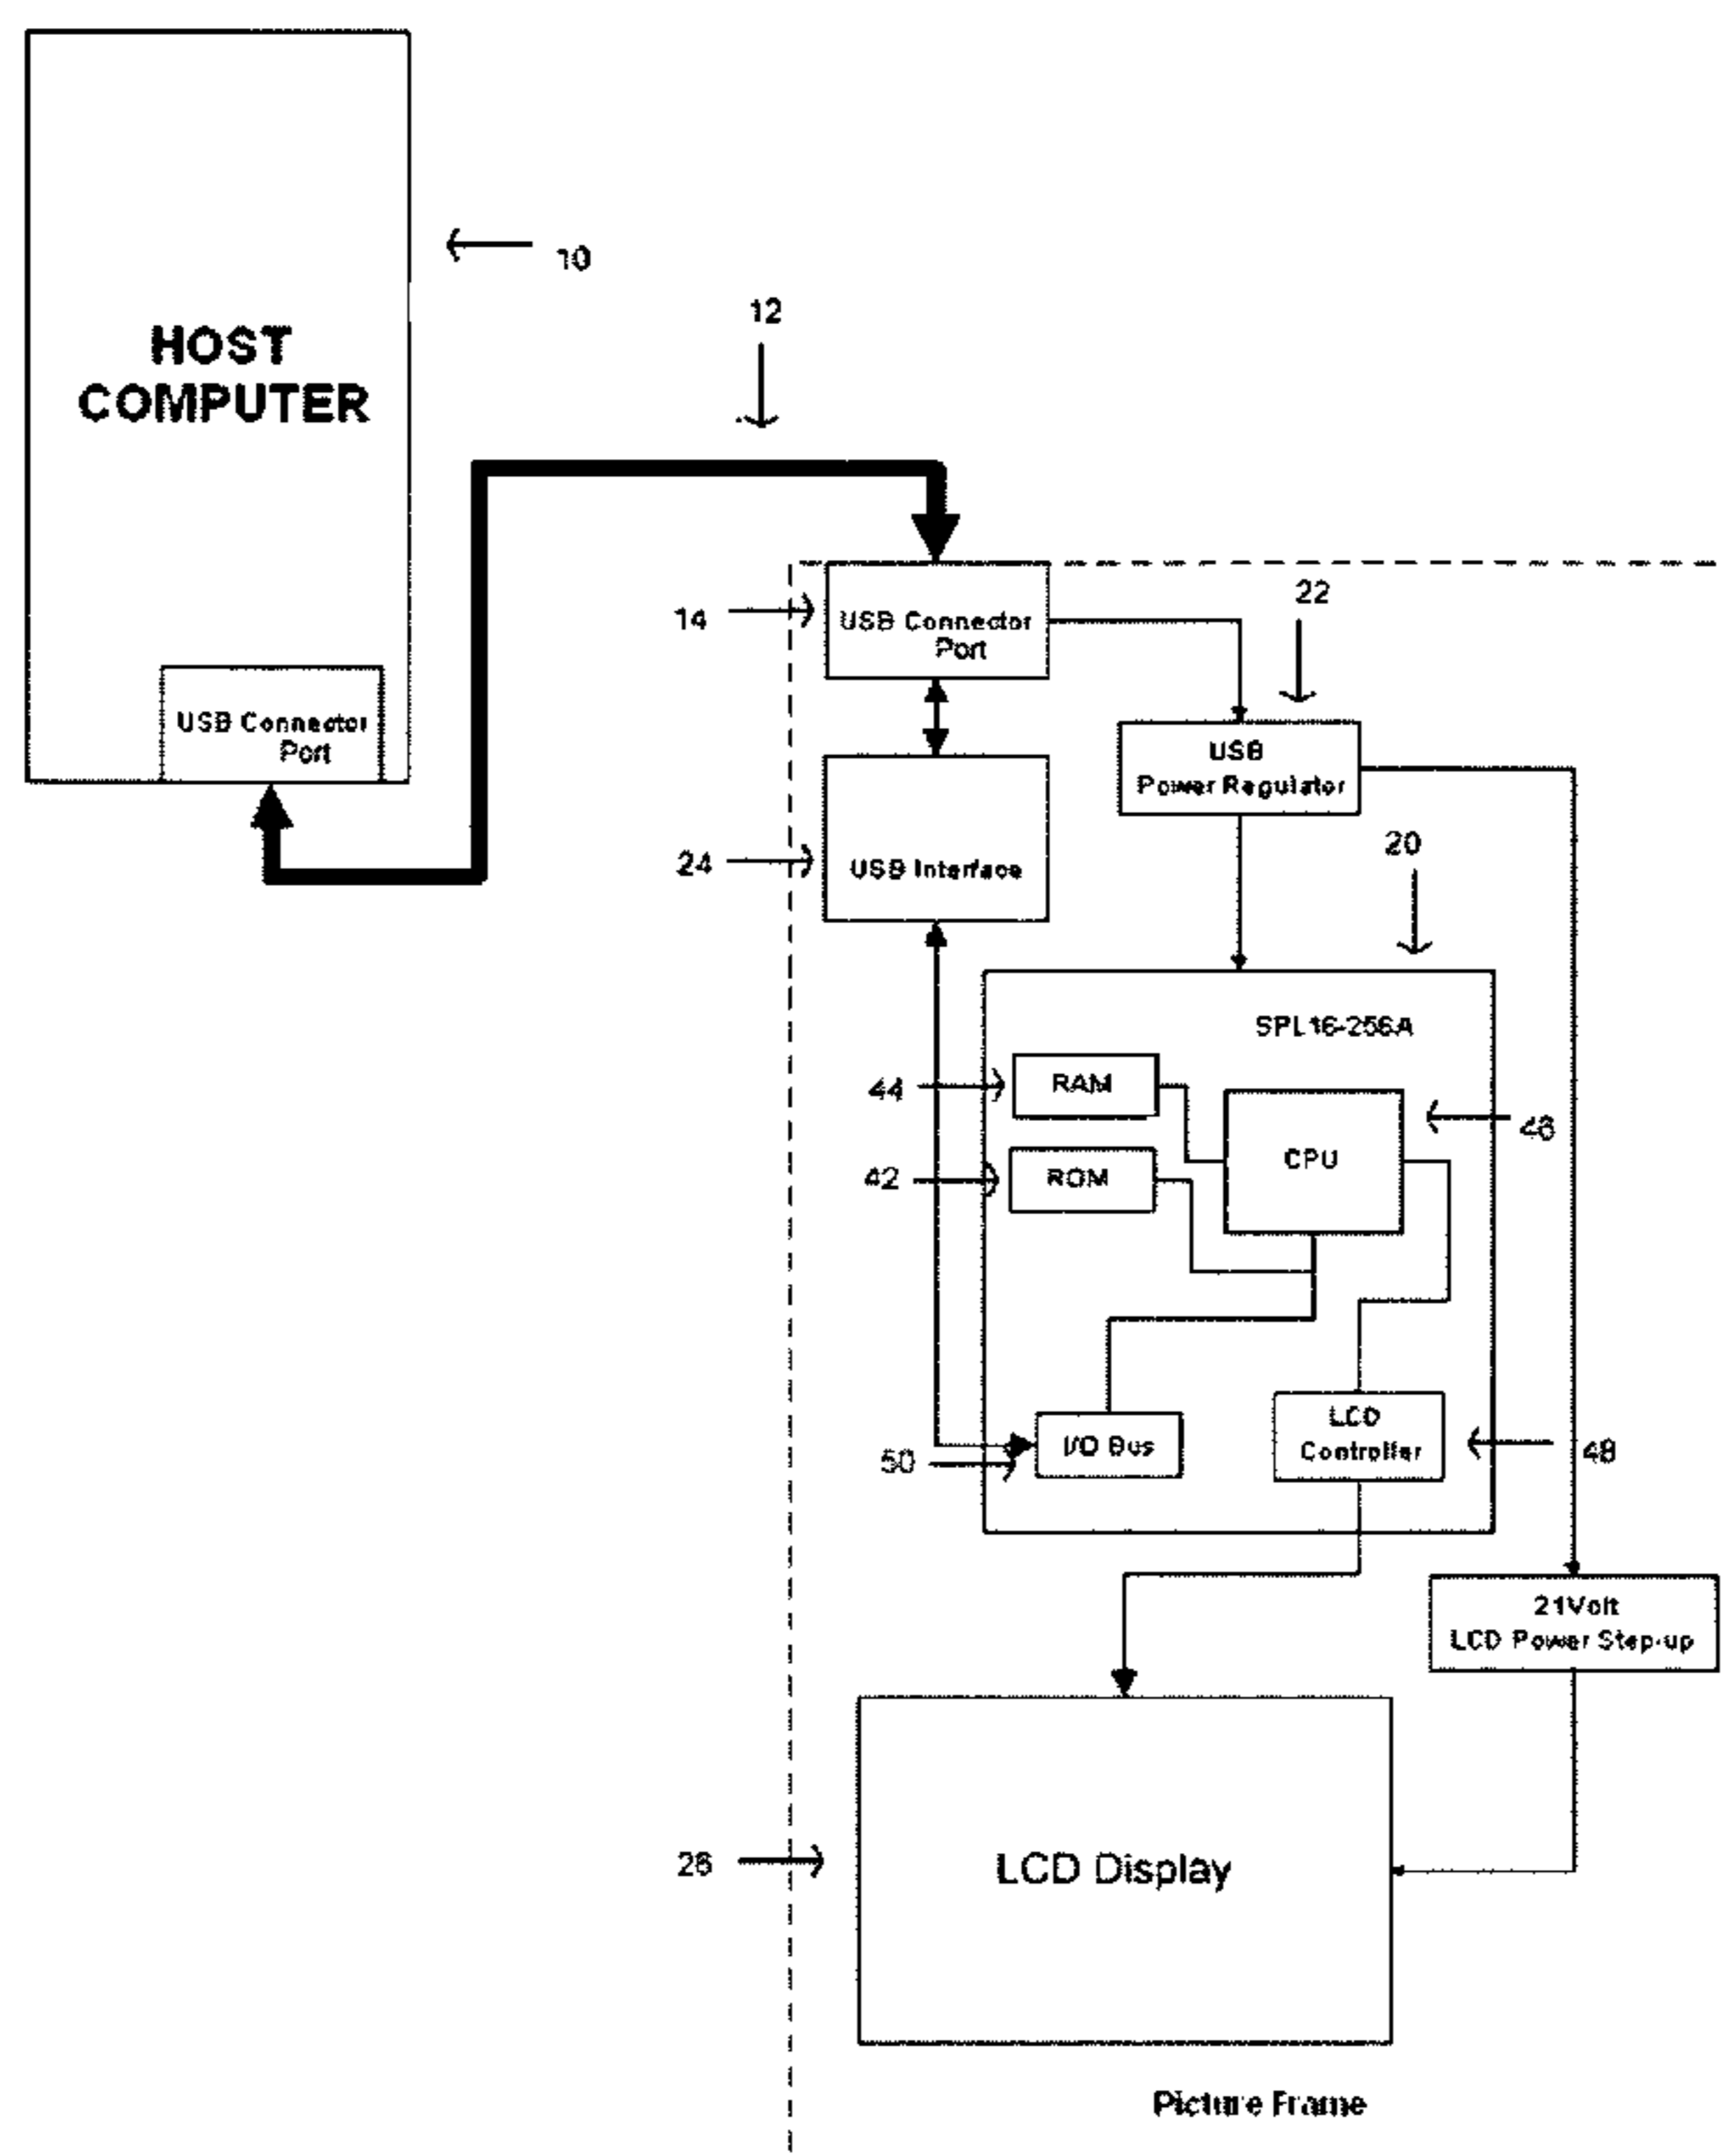 10
12
HOST
COMPUTER
22
14
USB Connector
Port
USB Connector
Port
USB
Power Regulator
20
24
USB Interface
SPL16-256A
44
RAM
46
CPU
42
ROM
LCD
Controller
48
50
I/O Bus
21Volt
LCD Power Step-up
26
LCD Display
Picture Frame